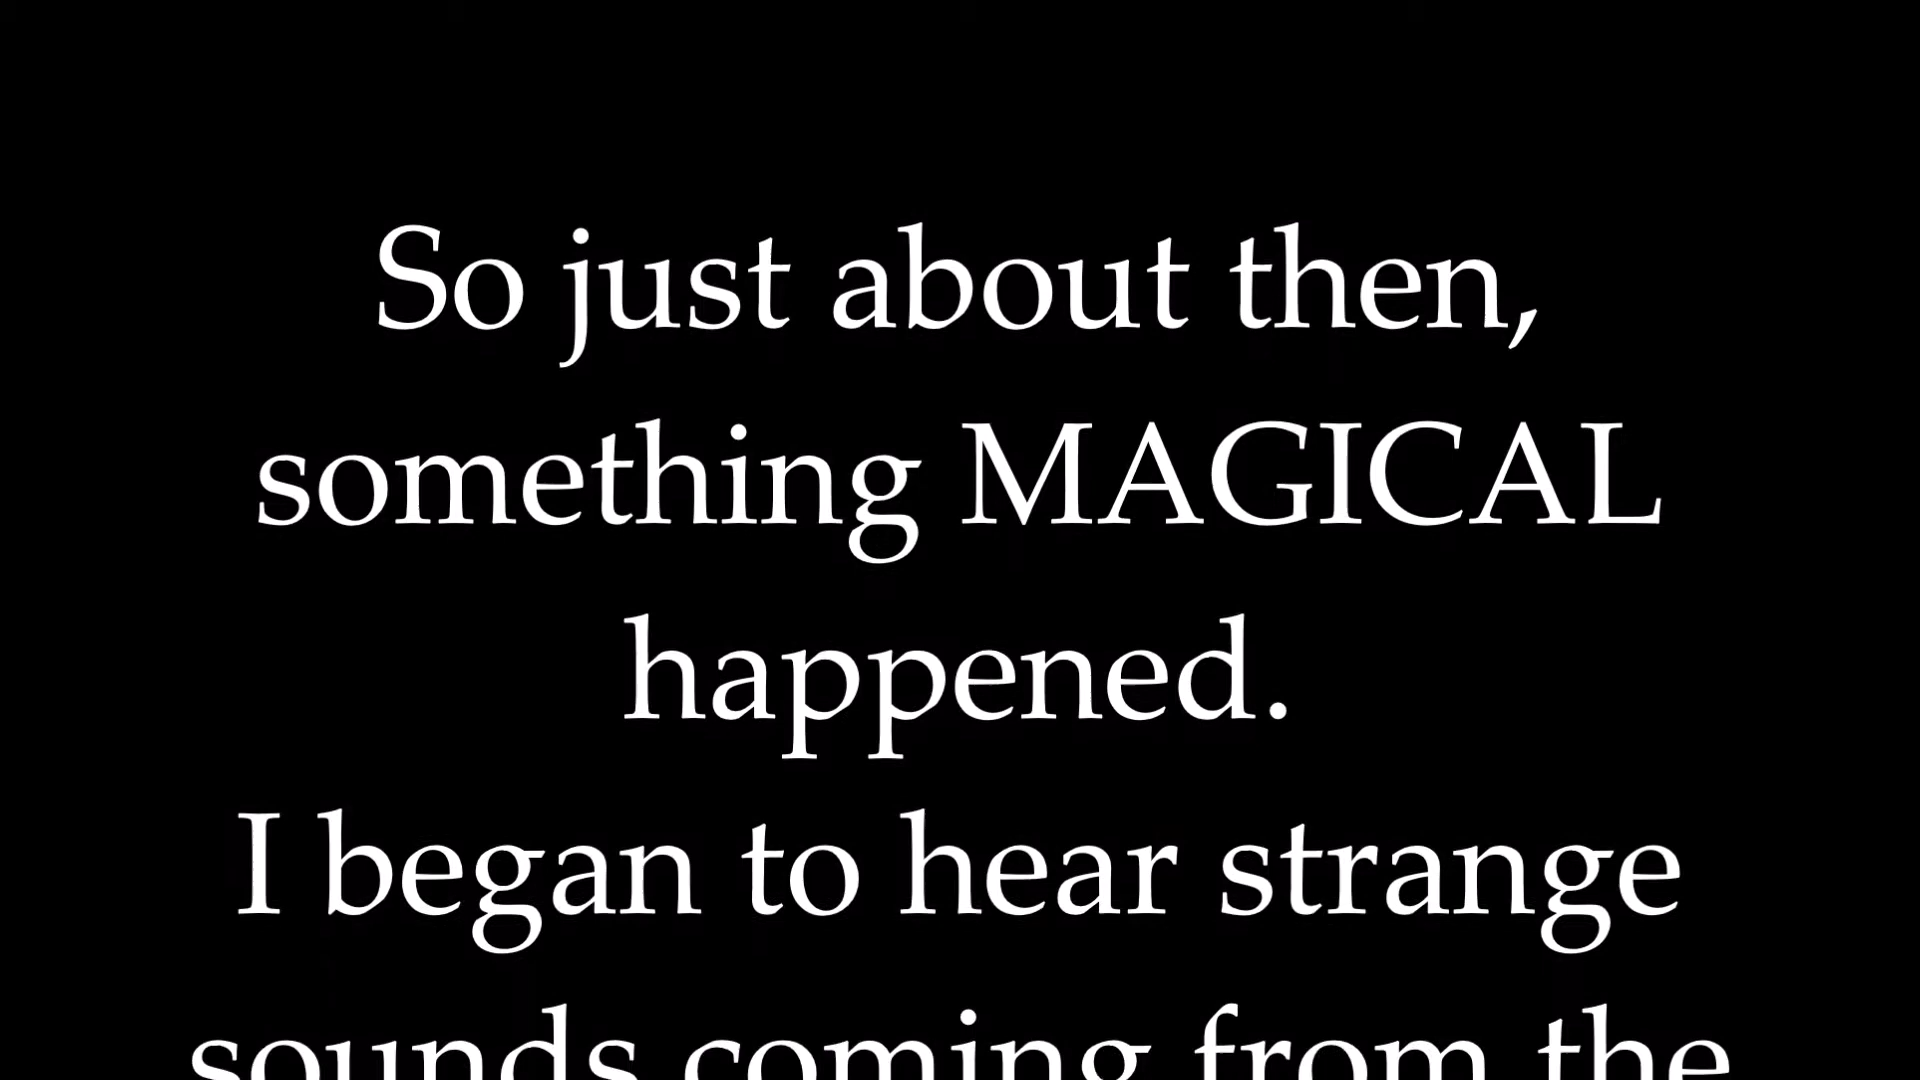 So just about then,
something MAGICAL
happened.
I began to hear strange
sounds coming from the